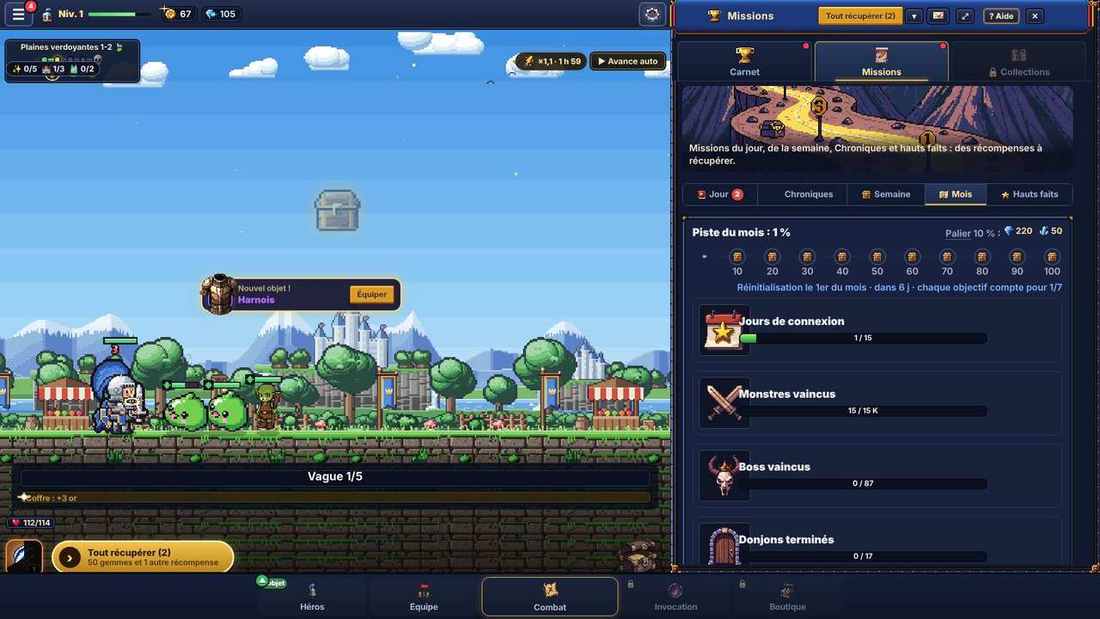 4
Niv. 1
67
105
Plaines verdoyantes 1-2
0/5
1/3
0/2
×1,1 · 1 h 59
Avance auto
Nouvel objet !
Harnois
Équiper
3
Vague 1/5
Coffre : +3 or
112/114
Tout récupérer (2)
50 gemmes et 1 autre récompense
objet
Héros
Équipe
Combat
Invocation
Boutique
Missions
Tout récupérer (2)
? Aide
Carnet
Missions
Collections
Missions du jour, de la semaine, Chroniques et hauts faits : des récompenses à
récupérer.
Jour 2
Chroniques
Semaine
Mois
Hauts faits
Piste du mois : 1 %
Palier 10 % : 220 50
10 20 30 40 50 60 70 80 90 100
Réinitialisation le 1er du mois · dans 6 j · chaque objectif compte pour 1/7
Jours de connexion
1 / 15
Monstres vaincus
15 / 15 K
Boss vaincus
0 / 87
Donjons terminés
0 / 17